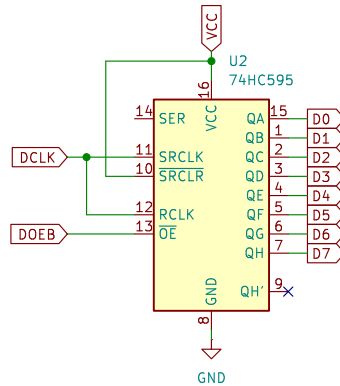 VCC
U2
74HC595
16
VCC
14 SER QA 15 D0
QB 1 D1
DCLK 11 SRCLK QC 2 D2
10 SRCLR QD 3 D3
QE 4 D4
12 RCLK QF 5 D5
DOEB 13 OE QG 6 D6
QH 7 D7
QH' 9
GND
8
GND